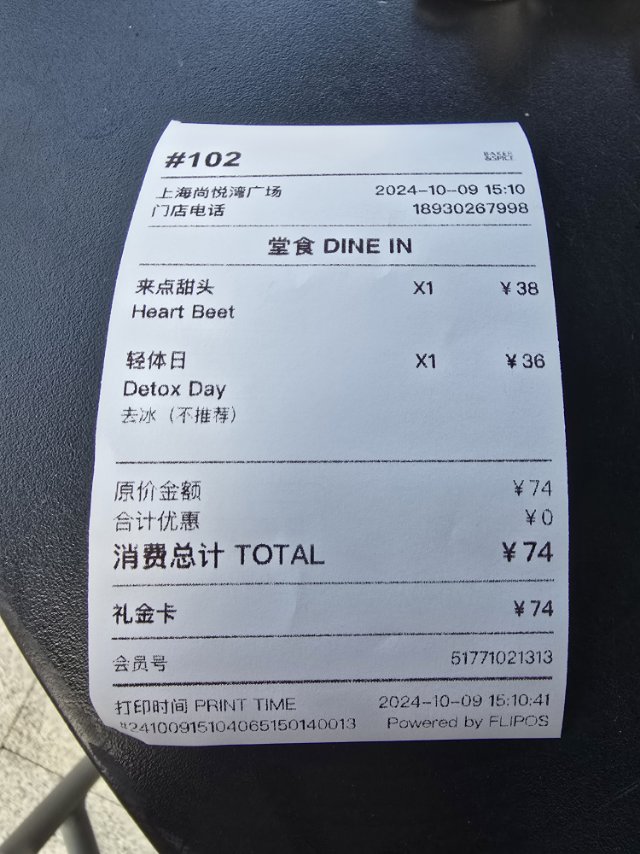 #102
BAKER
&SPICE
上海尚悦湾广场 2024-10-09 15:10
门店电话 18930267998
堂食 DINE IN
来点甜头 X1 ¥38
Heart Beet
轻体日 X1 ¥36
Detox Day
去冰（不推荐）
原价金额 ¥74
合计优惠 ¥0
消费总计 TOTAL ¥74
礼金卡 ¥74
会员号 51771021313
打印时间 PRINT TIME 2024-10-09 15:10:41
#24100915104065150140013 Powered by FLIPOS